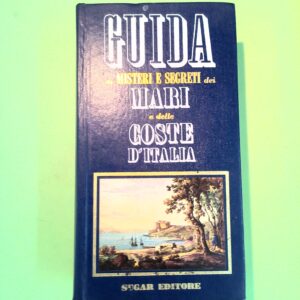 GUIDA
ai MISTERI E SEGRETI dei
MARI
e delle
COSTE
D'ITALIA
SUGAR EDITORE